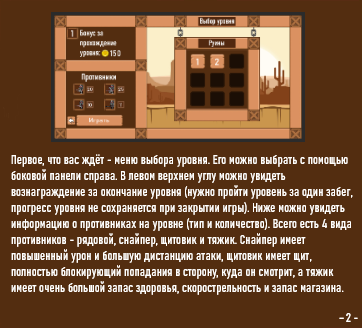 Выбор уровня
1 Бонус за
прохождение
уровня: 150
Руины
1 2
Противники
Играть
Первое, что вас ждёт - меню выбора уровня. Его можно выбрать с помощью
боковой панели справа. В левом верхнем углу можно увидеть
вознаграждение за окончание уровня (нужно пройти уровень за один забег,
прогресс уровня не сохраняется при закрытии игры). Ниже можно увидеть
информацию о противниках на уровне (тип и количество). Всего есть 4 вида
противников - рядовой, снайпер, щитовик и тяжик. Снайпер имеет
повышенный урон и большую дистанцию атаки, щитовик имеет щит,
полностью блокирующий попадания в сторону, куда он смотрит, а тяжик
имеет очень большой запас здоровья, скорострельность и запас магазина.
-2-